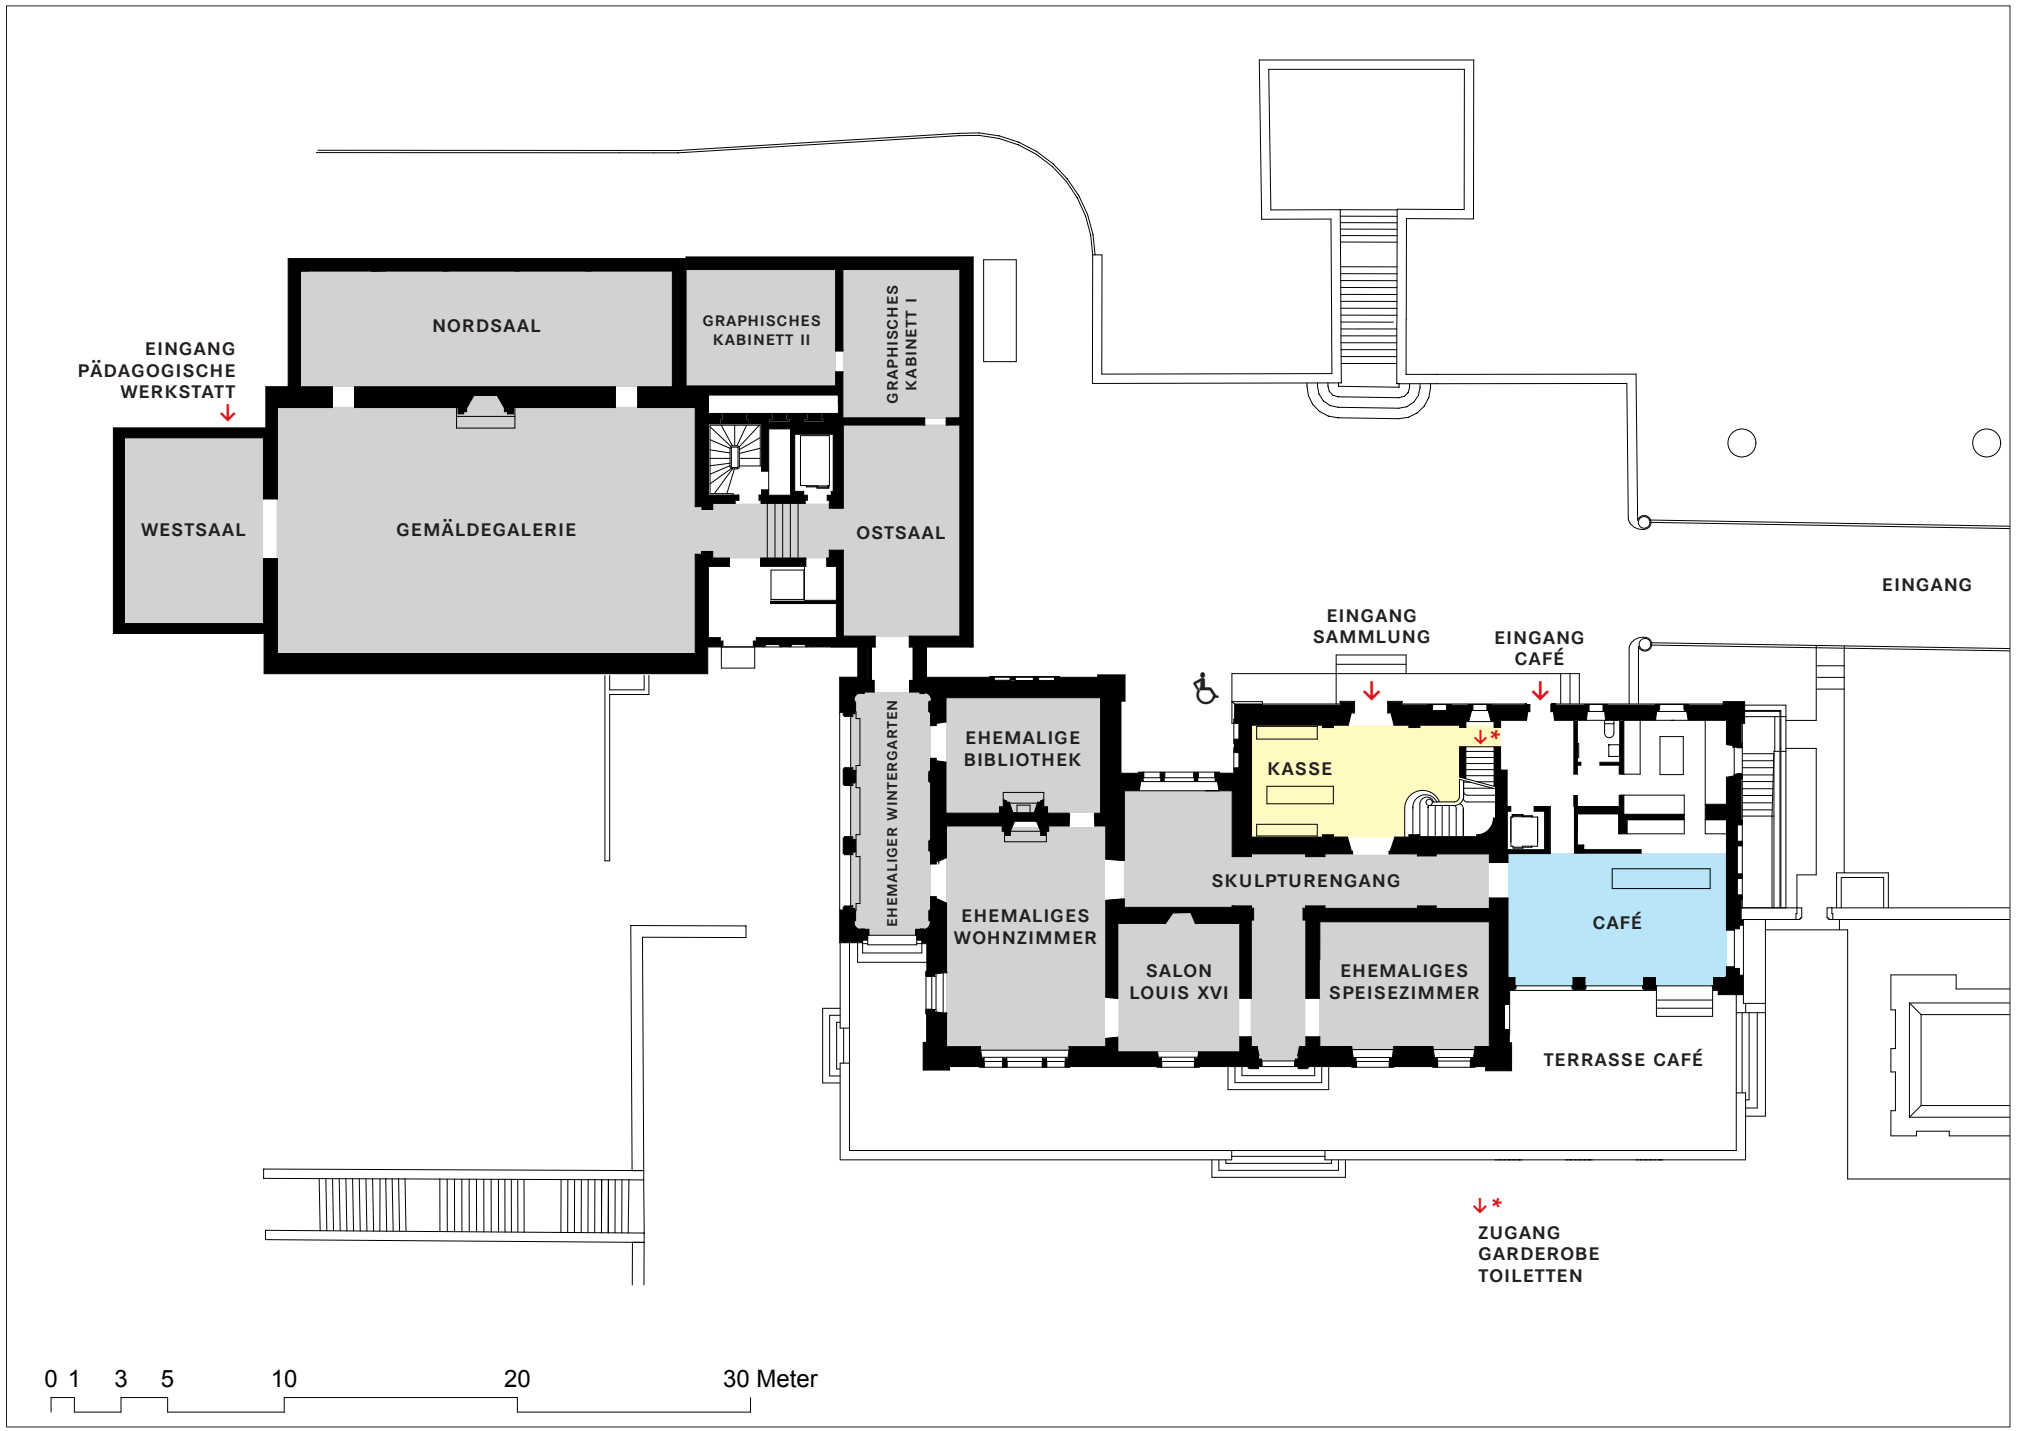 NORDSAAL
GRAPHISCHES
KABINETT II
GRAPHISCHES
KABINETT I
EINGANG
PÄDAGOGISCHE
WERKSTATT
WESTSAAL
GEMÄLDEGALERIE
OSTSAAL
EINGANG
EINGANG
SAMMLUNG
EINGANG
CAFÉ
EHEMALIGER WINTERGARTEN
EHEMALIGE
BIBLIOTHEK
KASSE
*
SKULPTURENGANG
EHEMALIGES
WOHNZIMMER
CAFÉ
SALON
LOUIS XVI
EHEMALIGES
SPEISEZIMMER
TERRASSE CAFÉ
*
ZUGANG
GARDEROBE
TOILETTEN
0 1 3 5 10 20 30 Meter